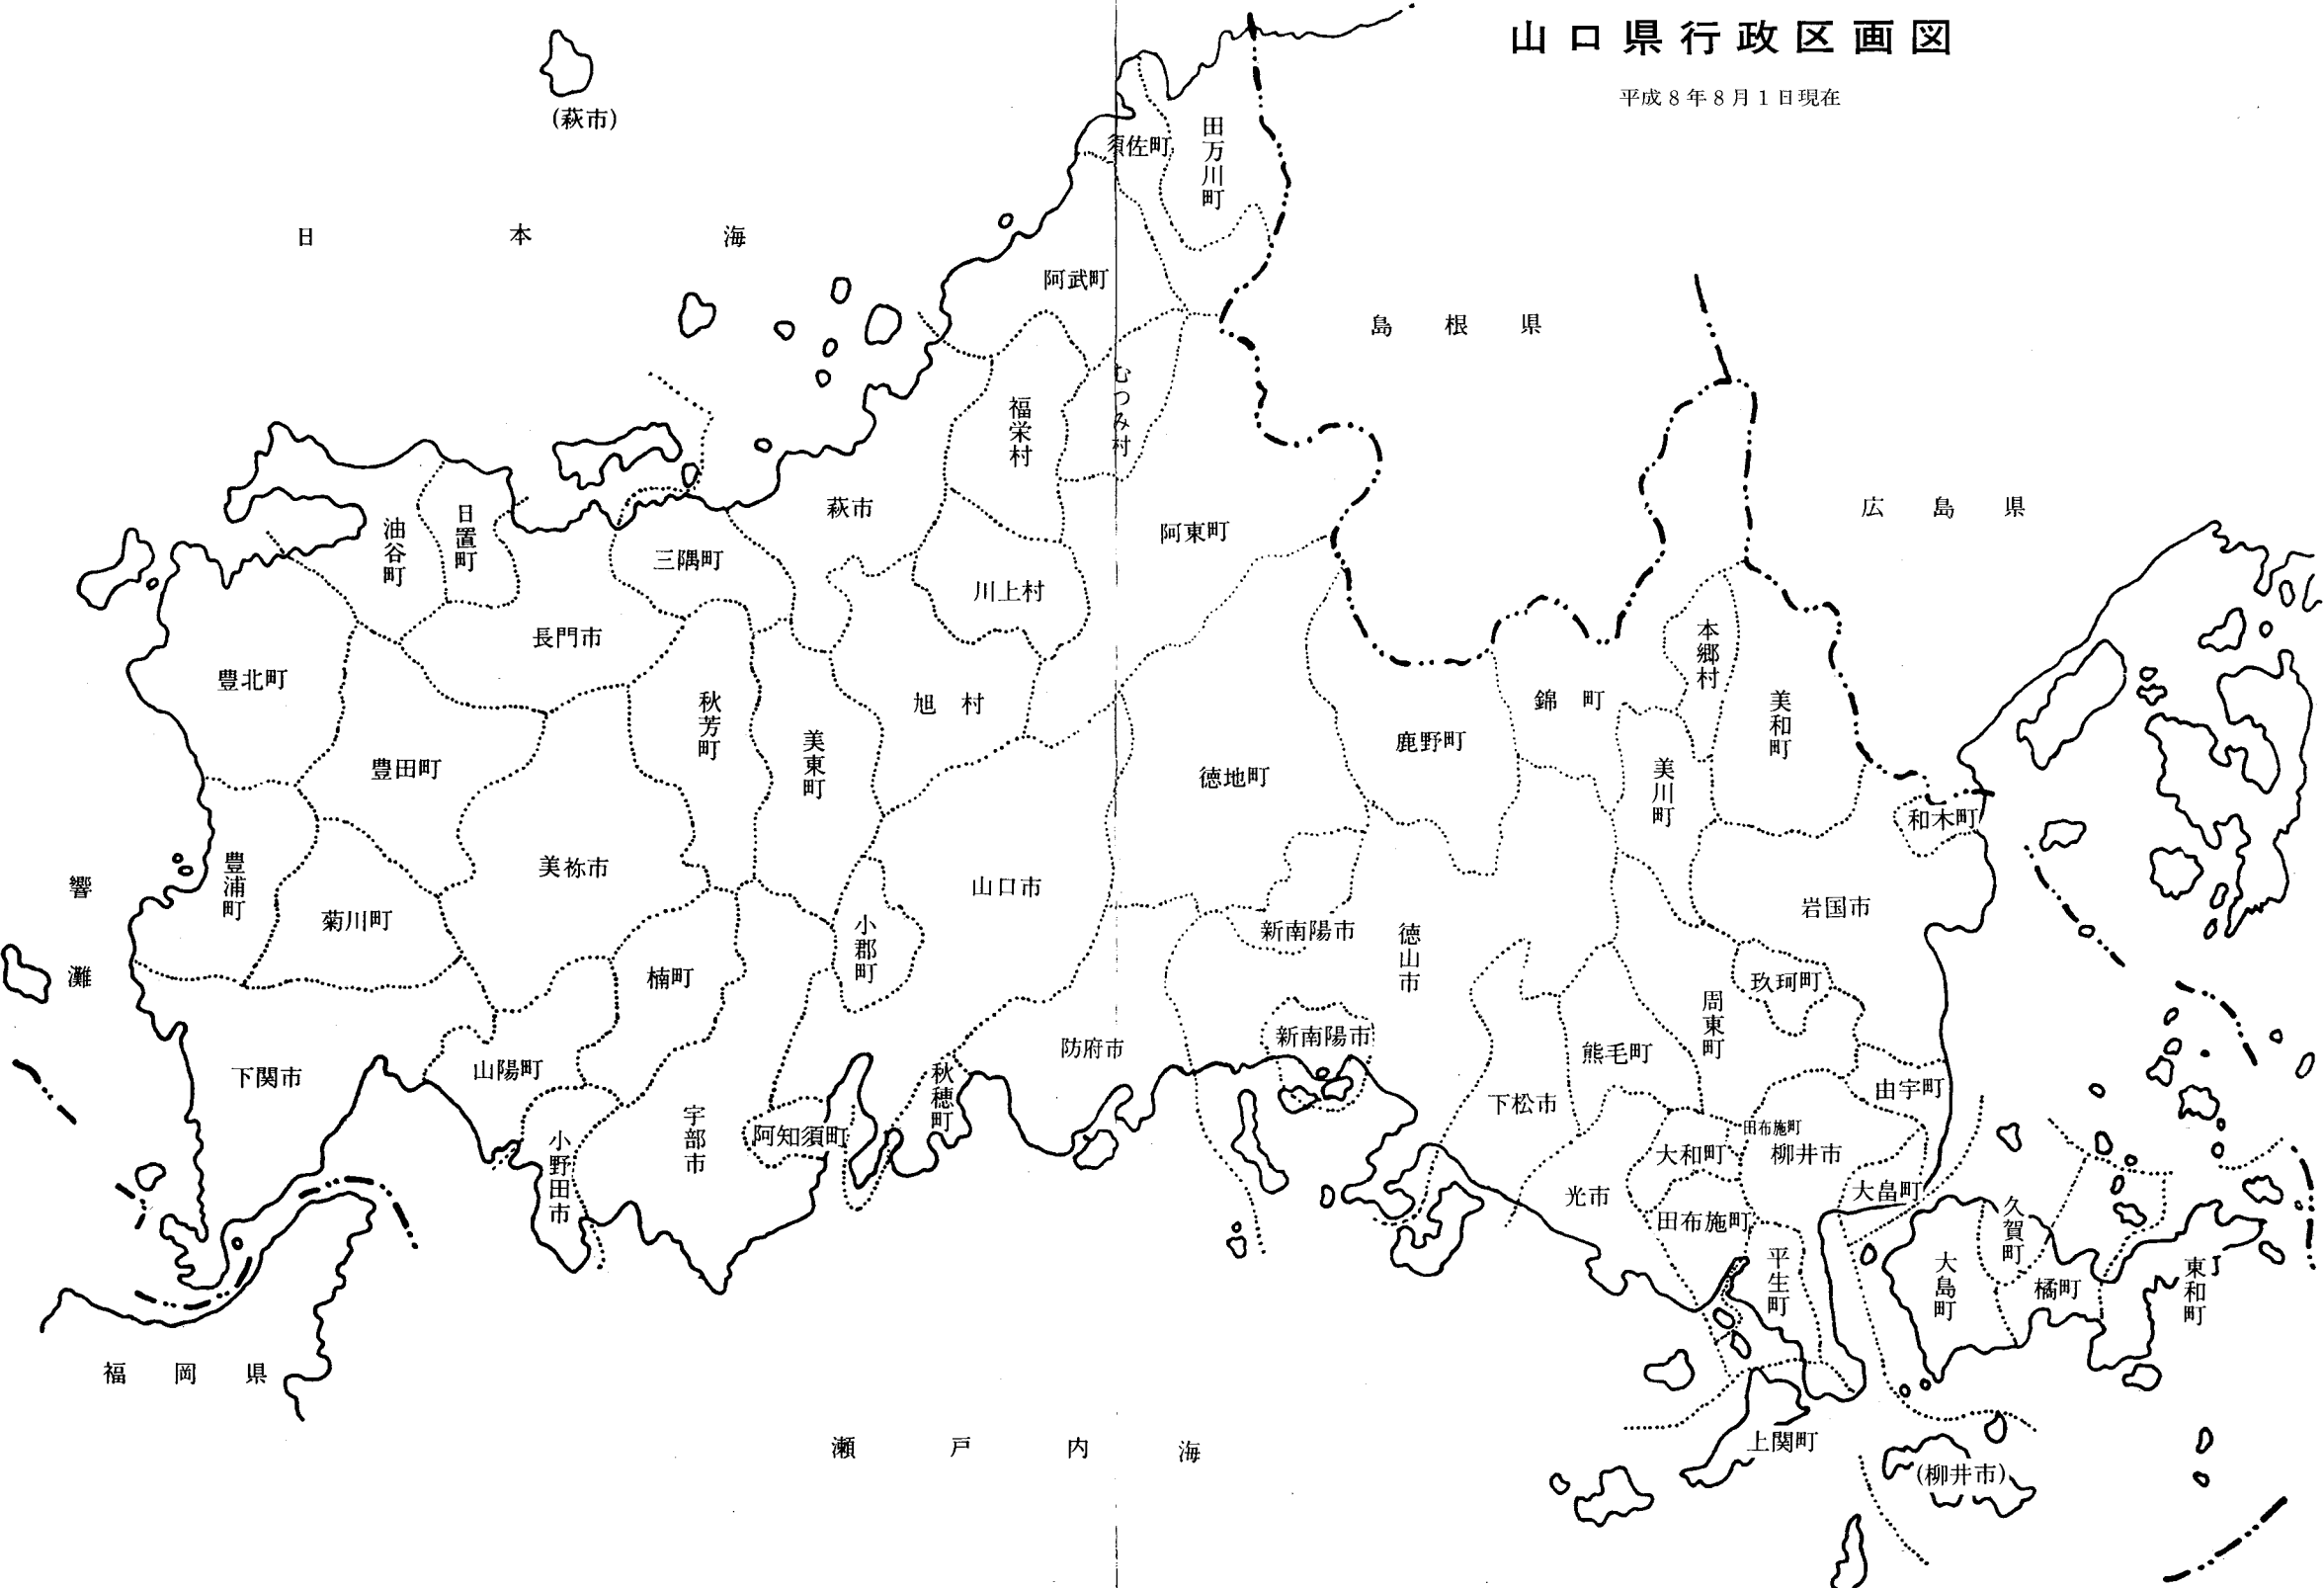 山口県行政区画図
平成8年8月1日現在
(萩市)
日本海
須佐町
田万川町
阿武町
島根県
むつみ村
福栄村
萩市
広島県
油谷町
日置町
三隅町
阿東町
川上村
長門市
豊北町
旭村
秋芳町
美東町
豊田町
徳地町
鹿野町
錦町
本郷村
美和町
美川町
和木町
響灘
豊浦町
菊川町
美祢市
山口市
小郡町
楠町
新南陽市
徳山市
岩国市
玖珂町
周東町
下関市
山陽町
防府市
新南陽市
熊毛町
由宇町
秋穂町
下松市
小野田市
宇部市
阿知須町
田布施町
大和町
柳井市
光市
大畠町
田布施町
平生町
久賀町
大島町
橘町
東和町
福岡県
瀬戸内海
上関町
(柳井市)